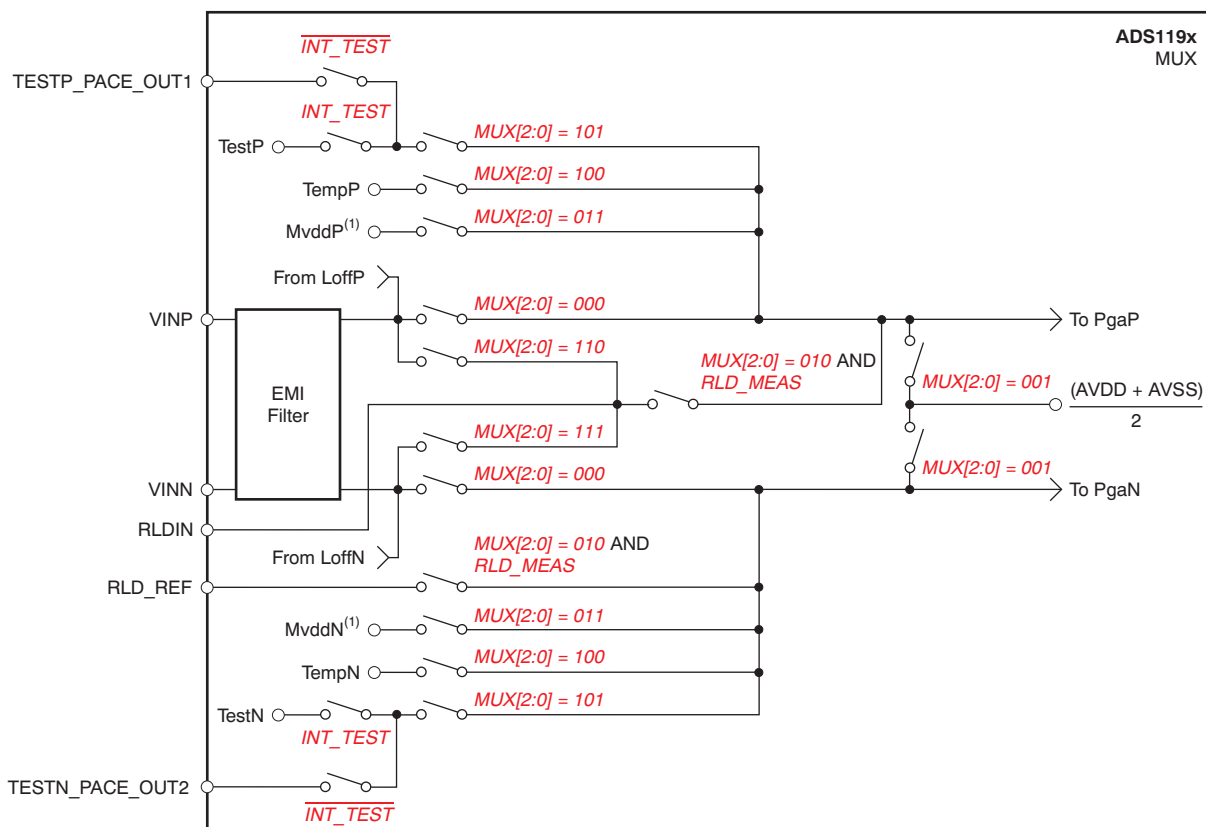 ADS119x
MUX
INT_TEST
TESTP_PACE_OUT1
INT_TEST
TestP
MUX[2:0] = 101
TempP
MUX[2:0] = 100
MvddP(1)
MUX[2:0] = 011
From LoffP
MUX[2:0] = 000
VINP
To PgaP
MUX[2:0] = 110
MUX[2:0] = 010 AND
RLD_MEAS
MUX[2:0] = 001
EMI
Filter
(AVDD + AVSS)
2
MUX[2:0] = 111
MUX[2:0] = 001
MUX[2:0] = 000
VINN
To PgaN
RLDIN
From LoffN
MUX[2:0] = 010 AND
RLD_MEAS
RLD_REF
MvddN(1)
MUX[2:0] = 011
TempN
MUX[2:0] = 100
TestN
MUX[2:0] = 101
INT_TEST
TESTN_PACE_OUT2
INT_TEST